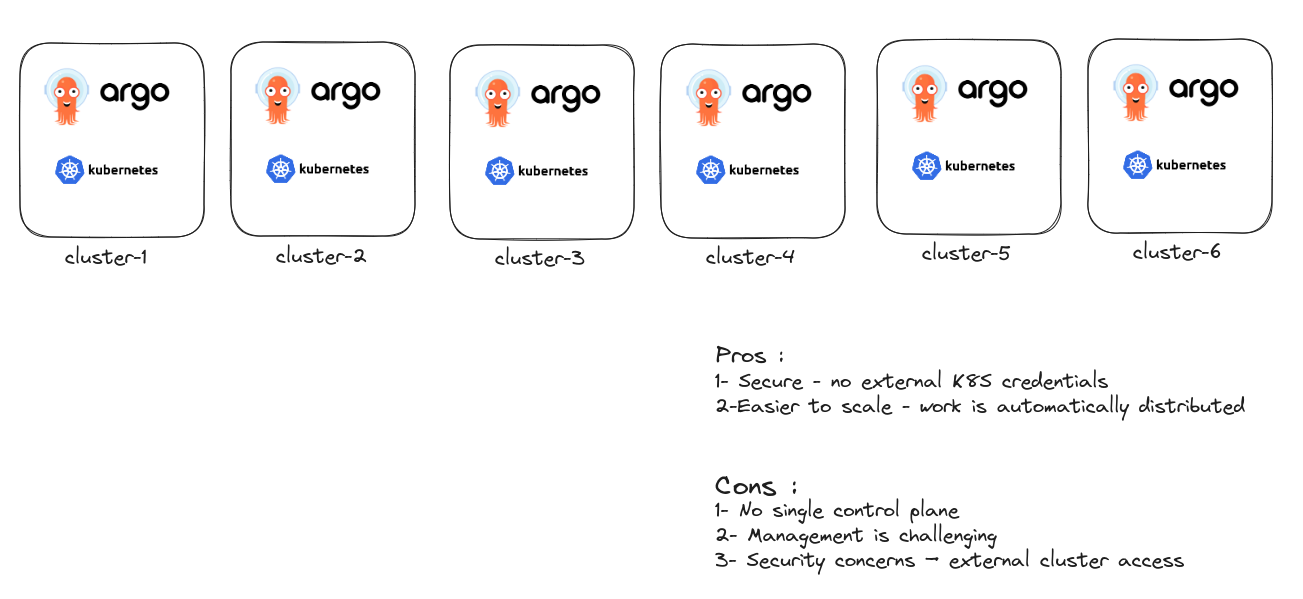 argo
kubernetes
cluster-1
argo
kubernetes
cluster-2
argo
kubernetes
cluster-3
argo
kubernetes
cluster-4
argo
kubernetes
cluster-5
argo
kubernetes
cluster-6
Pros :
1- Secure - no external K8S credentials
2-Easier to scale - work is automatically distributed
Cons :
1- No single control plane
2- Management is challenging
3- Security concerns → external cluster access